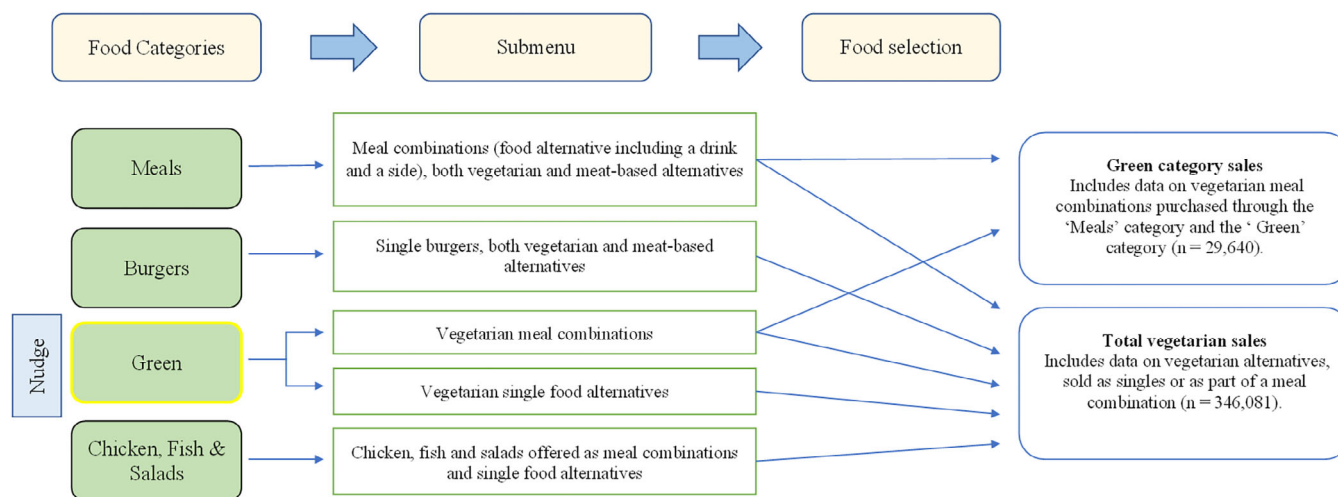 Food Categories
Submenu
Food selection
Meals
Meal combinations (food alternative including a drink
and a side), both vegetarian and meat-based alternatives
Burgers
Single burgers, both vegetarian and meat-based
alternatives
Nudge
Green
Vegetarian meal combinations
Vegetarian single food alternatives
Chicken, Fish &
Salads
Chicken, fish and salads offered as meal combinations
and single food alternatives
Green category sales
Includes data on vegetarian meal
combinations purchased through the
‘Meals’ category and the ‘ Green’
category (n = 29,640).
Total vegetarian sales
Includes data on vegetarian alternatives,
sold as singles or as part of a meal
combination (n = 346,081).